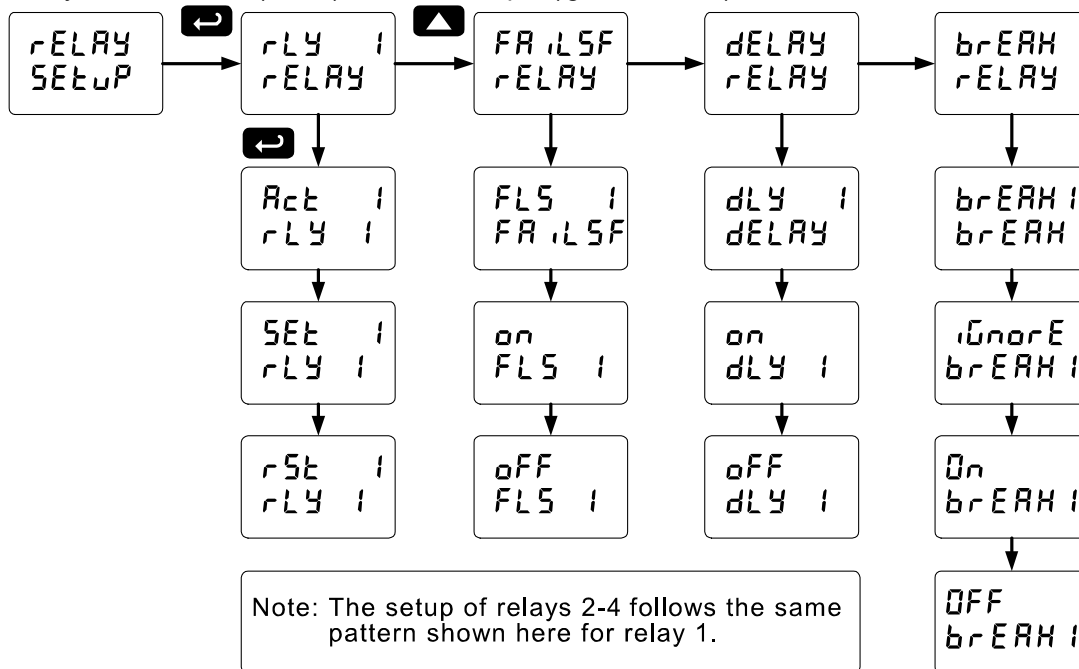 rELAY
SEtuP
rLY 1
rELAY
FAiLSF
rELAY
dELAY
rELAY
brEAK
rELAY
Act 1
rLY 1
FLS 1
FAiLSF
dLY 1
dELAY
brEAK1
brEAK
SEt 1
rLY 1
on
FLS 1
on
dLY 1
iGnorE
brEAK1
rSt 1
rLY 1
oFF
FLS 1
oFF
dLY 1
On
brEAK1
Note: The setup of relays 2-4 follows the same
pattern shown here for relay 1.
OFF
brEAK1